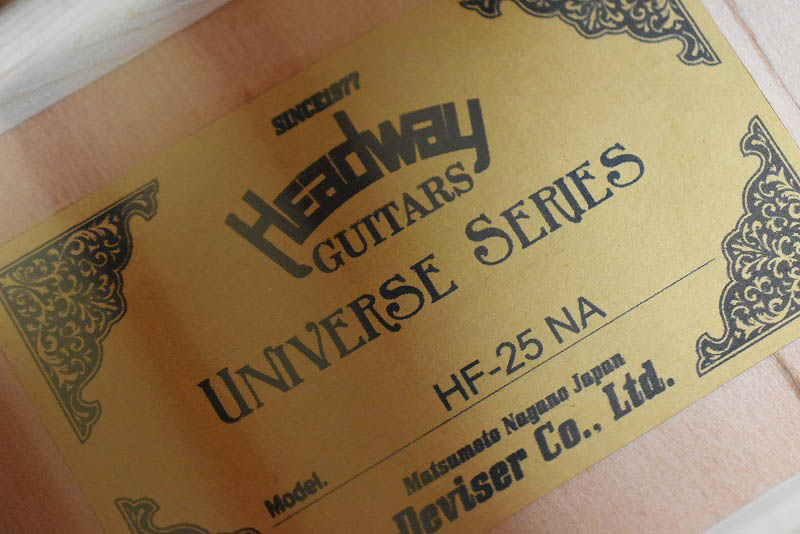 SINCE1977
Headway
GUITARS
UNIVERSE SERIES
Model. HF-25 NA
Matsumoto Nagano Japan
Deviser Co., Ltd.